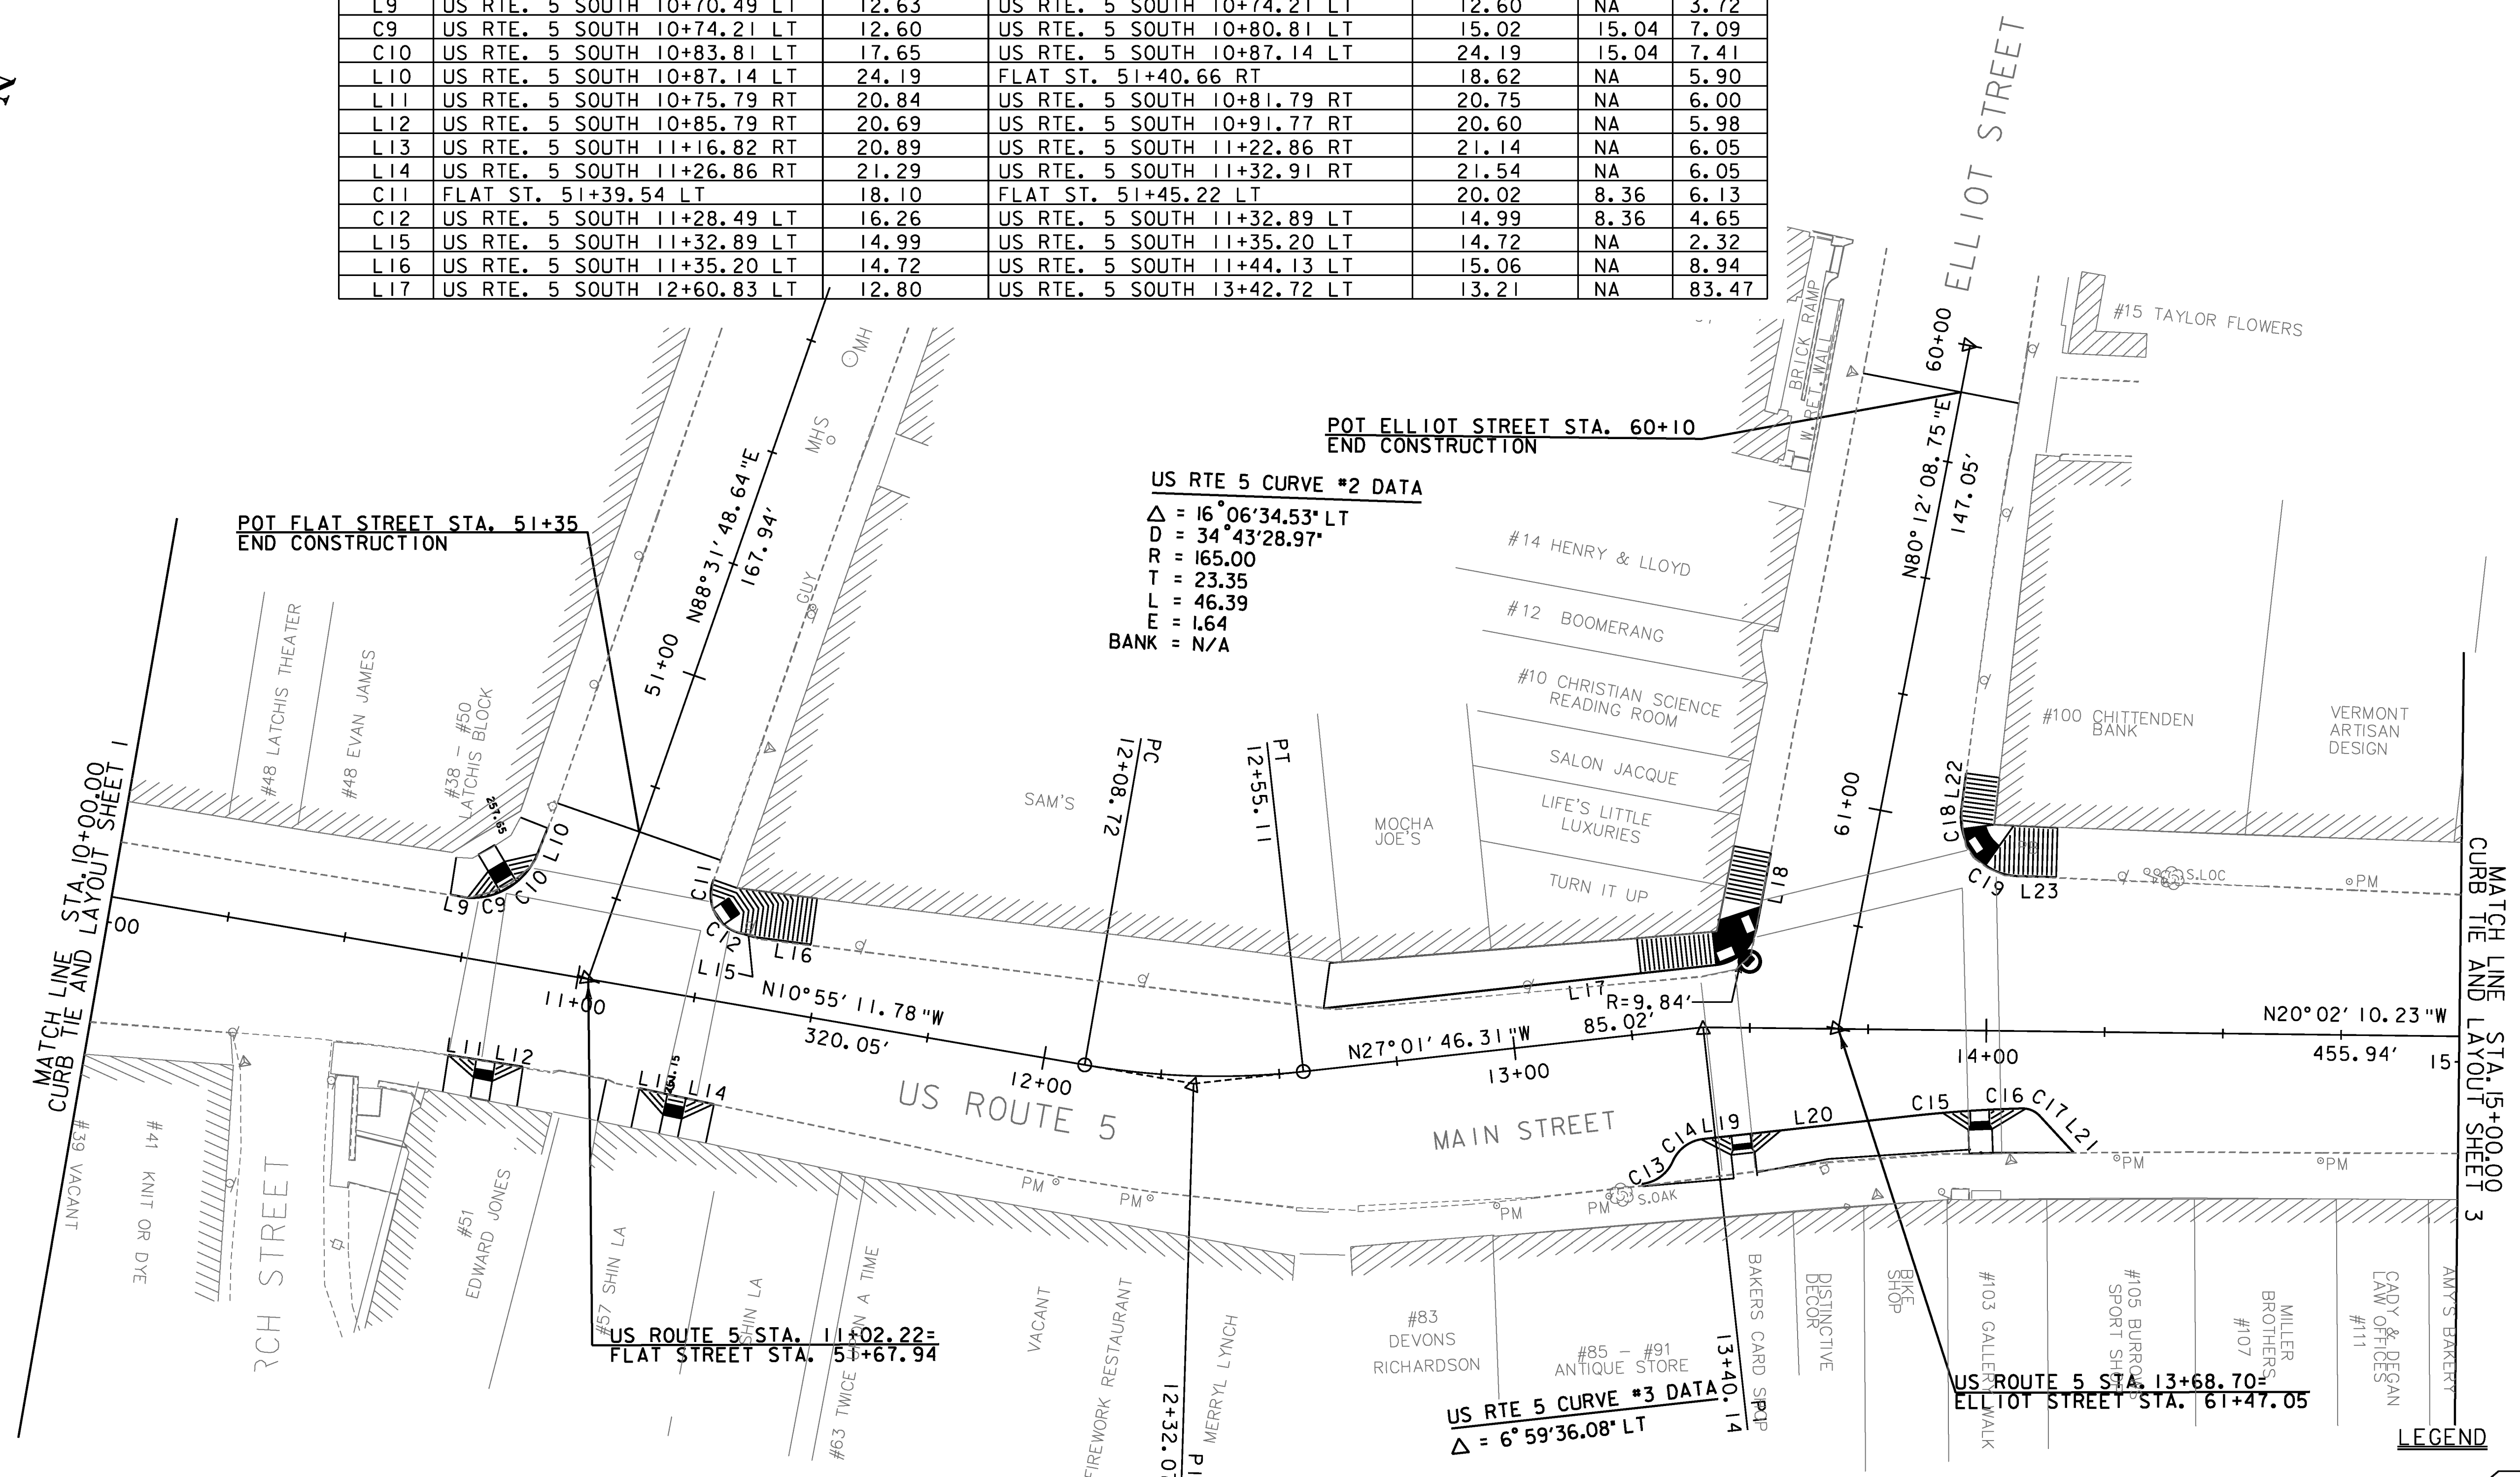 L9 US RTE. 5 SOUTH 10+70.49 LT 12.63 US RTE. 5 SOUTH 10+74.21 LT 12.60 NA 3.72
C9 US RTE. 5 SOUTH 10+74.21 LT 12.60 US RTE. 5 SOUTH 10+80.81 LT 15.02 15.04 7.09
C10 US RTE. 5 SOUTH 10+83.81 LT 17.65 US RTE. 5 SOUTH 10+87.14 LT 24.19 15.04 7.41
L10 US RTE. 5 SOUTH 10+87.14 LT 24.19 FLAT ST. 51+40.66 RT 18.62 NA 5.90
L11 US RTE. 5 SOUTH 10+75.79 RT 20.84 US RTE. 5 SOUTH 10+81.79 RT 20.75 NA 6.00
L12 US RTE. 5 SOUTH 10+85.79 RT 20.69 US RTE. 5 SOUTH 10+91.77 RT 20.60 NA 5.98
L13 US RTE. 5 SOUTH 11+16.82 RT 20.89 US RTE. 5 SOUTH 11+22.86 RT 21.14 NA 6.05
L14 US RTE. 5 SOUTH 11+26.86 RT 21.29 US RTE. 5 SOUTH 11+32.91 RT 21.54 NA 6.05
C11 FLAT ST. 51+39.54 LT 18.10 FLAT ST. 51+45.22 LT 20.02 8.36 6.13
C12 US RTE. 5 SOUTH 11+28.49 LT 16.26 US RTE. 5 SOUTH 11+32.89 LT 14.99 8.36 4.65
L15 US RTE. 5 SOUTH 11+32.89 LT 14.99 US RTE. 5 SOUTH 11+35.20 LT 14.72 NA 2.32
L16 US RTE. 5 SOUTH 11+35.20 LT 14.72 US RTE. 5 SOUTH 11+44.13 LT 15.06 NA 8.94
L17 US RTE. 5 SOUTH 12+60.83 LT 12.80 US RTE. 5 SOUTH 13+42.72 LT 13.21 NA 83.47
N
ELLIOT STREET
60+00
#15 TAYLOR FLOWERS
BRICK RAMP
W. RET. WALL
MH
MHS
GUY
POT ELLIOT STREET STA. 60+10
END CONSTRUCTION
N80°12'08.75"E
147.05'
US RTE 5 CURVE #2 DATA
Δ = 16°06'34.53" LT
D = 34°43'28.97"
R = 165.00
T = 23.35
L = 46.39
E = 1.64
BANK = N/A
POT FLAT STREET STA. 51+35
END CONSTRUCTION
N88°31'48.64"E
167.94'
51+00
#14 HENRY & LLOYD
#12 BOOMERANG
#10 CHRISTIAN SCIENCE
READING ROOM
SALON JACQUE
LIFE'S LITTLE
LUXURIES
TURN IT UP
MOCHA
JOE'S
SAM'S
#48 LATCHIS THEATER
#48 EVAN JAMES
#38 - #50
LATCHIS BLOCK
257.65
#100 CHITTENDEN
BANK
VERMONT
ARTISAN
DESIGN
PC
12+08.72
PT
12+55.11
61+00
MATCH LINE STA. 10+00.00
CURB TIE AND LAYOUT SHEET 1
+00
L9
C9
C10
L10
C11
C12
L15
L16
L17
L18
R=9.84'
C18
L22
C19
L23
S.LOC
PM
11+00
N10°55'11.78"W
320.05'
12+00
N27°01'46.31"W
85.02'
13+00
14+00
N20°02'10.23"W
455.94'
15
MATCH LINE STA. 15+00.00
CURB TIE AND LAYOUT SHEET 3
L11
L12
L14
US ROUTE 5
MAIN STREET
C13
C14
L19
L20
C15
C16
C17
L21
S.OAK
PM
PM
PM
PM
PM
PM
#39 VACANT
#41 KNIT OR DYE
RCH STREET
#51
EDWARD JONES
#57 SHIN LA
SHIN LA
#63 TWICE UPON A TIME
VACANT
FIREWORK RESTAURANT
MERRYL LYNCH
#83
DEVONS
RICHARDSON
#85 - #91
ANTIQUE STORE
BAKERS CARD SHOP
DISTINCTIVE
DECOR
BIKE
SHOP
#103 GALLERY WALK
#105 BURROWS
SPORT SHOP
MILLER
BROTHERS
#107
CADY & DEGAN
LAW OFFICES
#111
AMY'S BAKERY
US ROUTE 5 STA. 11+02.22=
FLAT STREET STA. 51+67.94
12+32.07
PI
13+40.14
PI
US RTE 5 CURVE #3 DATA
Δ = 6°59'36.08" LT
US ROUTE 5 STA. 13+68.70=
ELLIOT STREET STA. 61+47.05
LEGEND